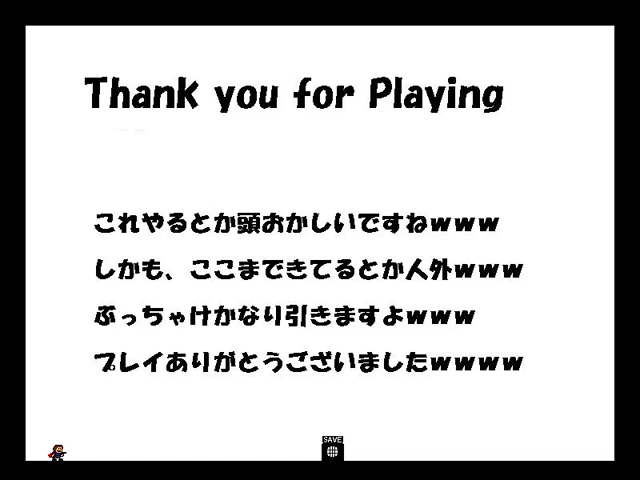 Thank you for Playing
これやるとか頭おかしいですねｗｗｗ
しかも、ここまできてるとか人外ｗｗｗ
ぶっちゃけかなり引きますよｗｗｗ
プレイありがとうございましたｗｗｗｗ
SAVE